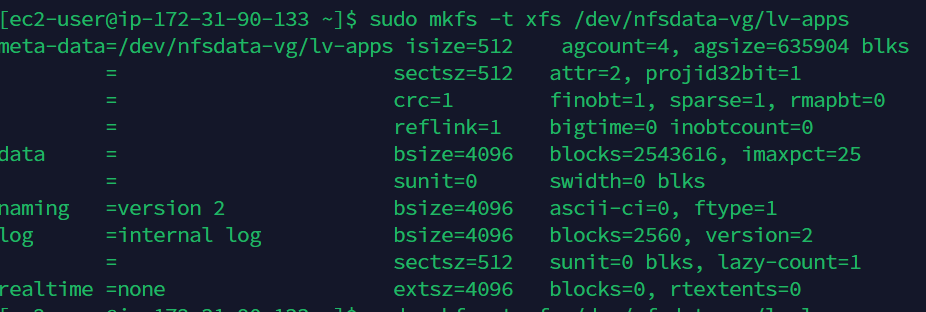 [ec2-user@ip-172-31-90-133 ~]$ sudo mkfs -t xfs /dev/nfsdata-vg/lv-apps
meta-data=/dev/nfsdata-vg/lv-apps isize=512    agcount=4, agsize=635904 blks
         =                       sectsz=512   attr=2, projid32bit=1
         =                       crc=1        finobt=1, sparse=1, rmapbt=0
         =                       reflink=1    bigtime=0 inobtcount=0
data     =                       bsize=4096   blocks=2543616, imaxpct=25
         =                       sunit=0      swidth=0 blks
naming   =version 2              bsize=4096   ascii-ci=0, ftype=1
log      =internal log           bsize=4096   blocks=2560, version=2
         =                       sectsz=512   sunit=0 blks, lazy-count=1
realtime =none                   extsz=4096   blocks=0, rtextents=0